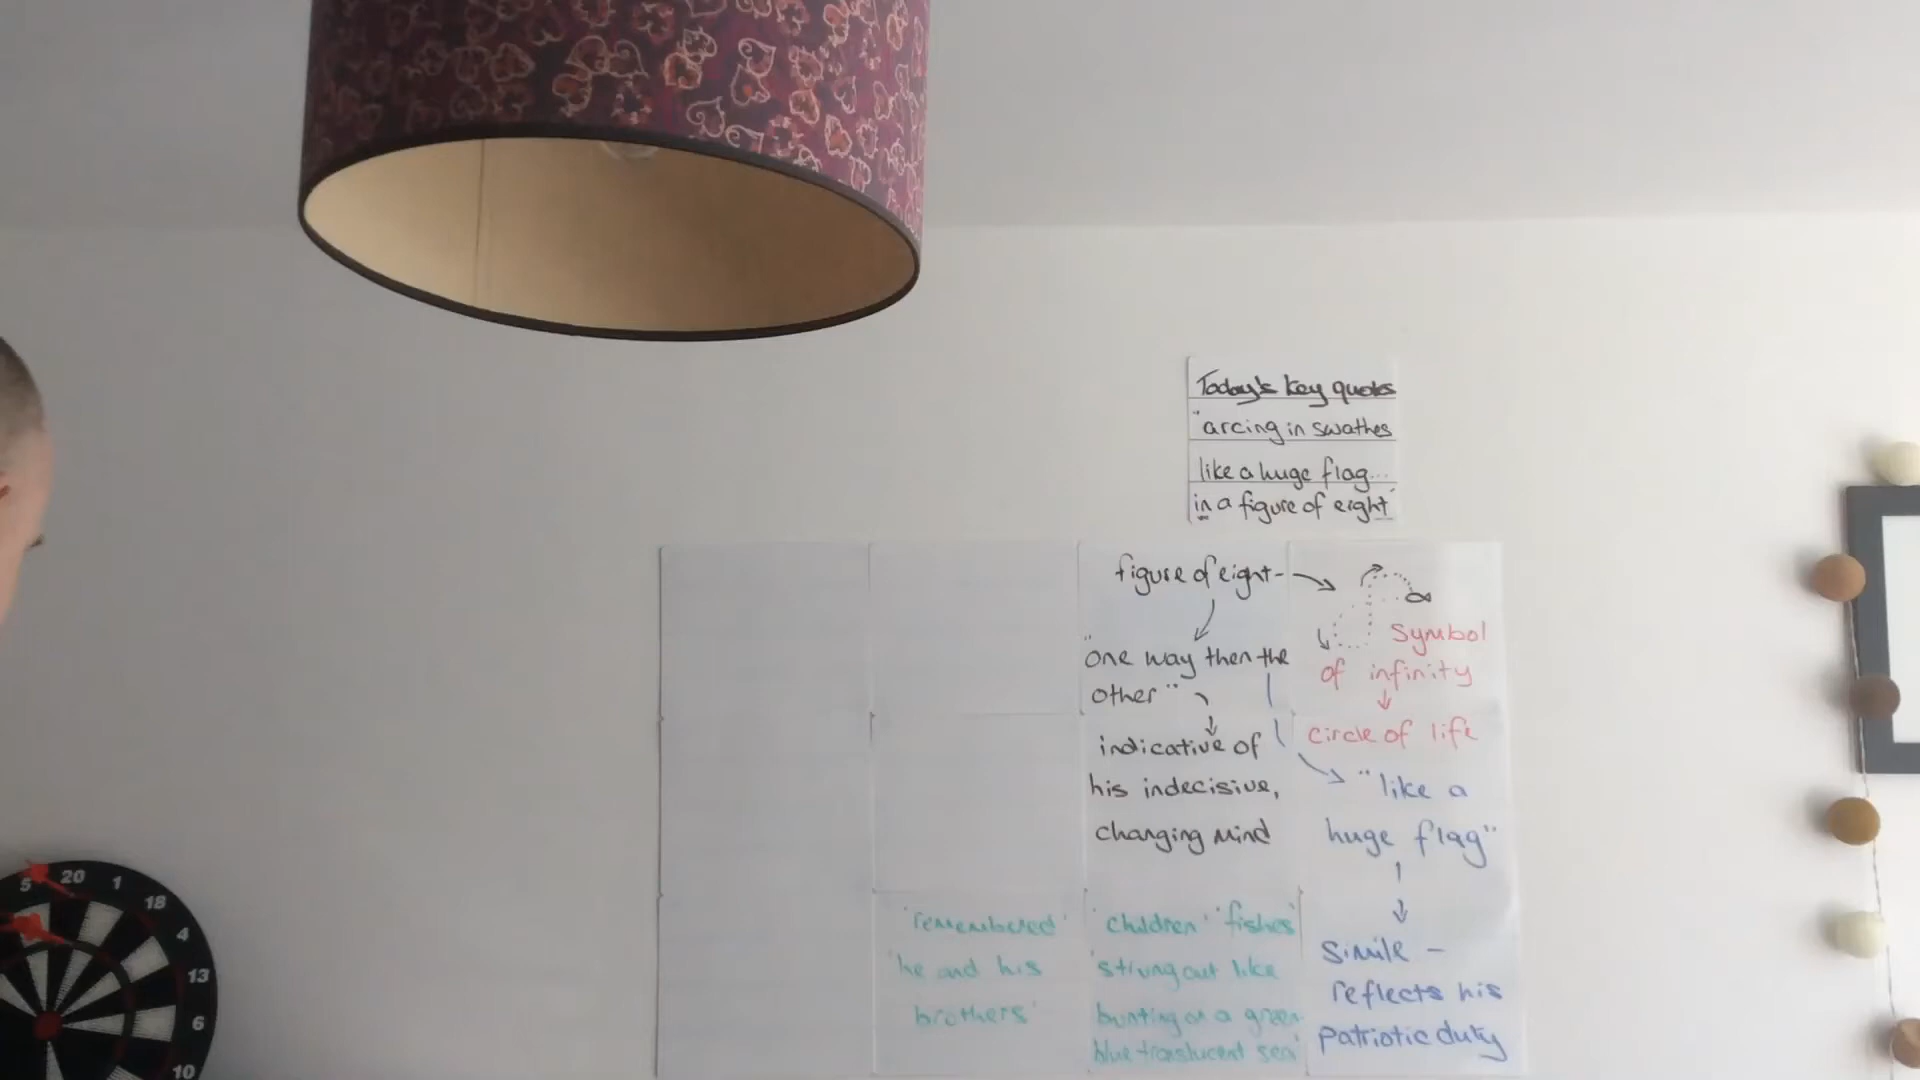 Today's key quotes
"arcing in swathes
like a huge flag...
in a figure of eight"
figure of eight-
"one way then the
other"
indicative of
his indecisive,
changing mind
Symbol
of infinity
circle of life
"like a
huge flag"
Simile -
reflects his
patriotic duty
'remembered'
'he and his
brothers'
'children' 'fishes'
'strung out like
bunting on a green-
blue translucent sea'
5 20 1 18 4 13 6 10